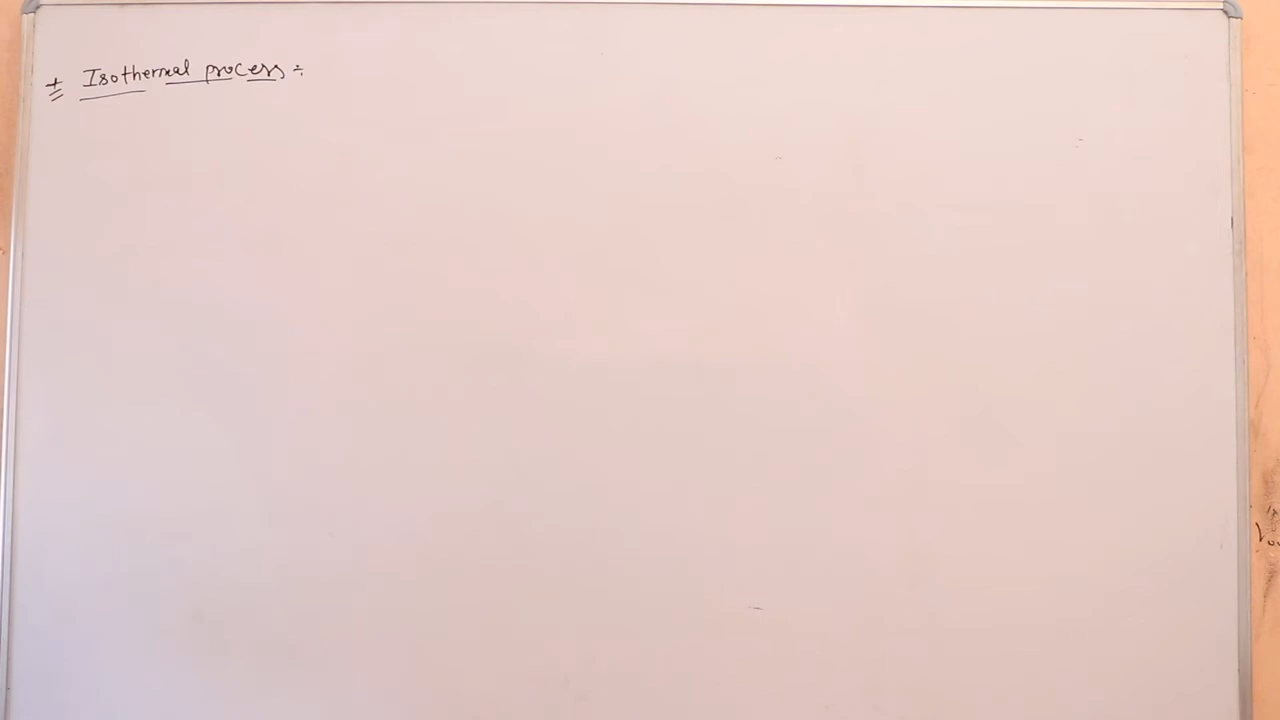 * Isothermal process :-